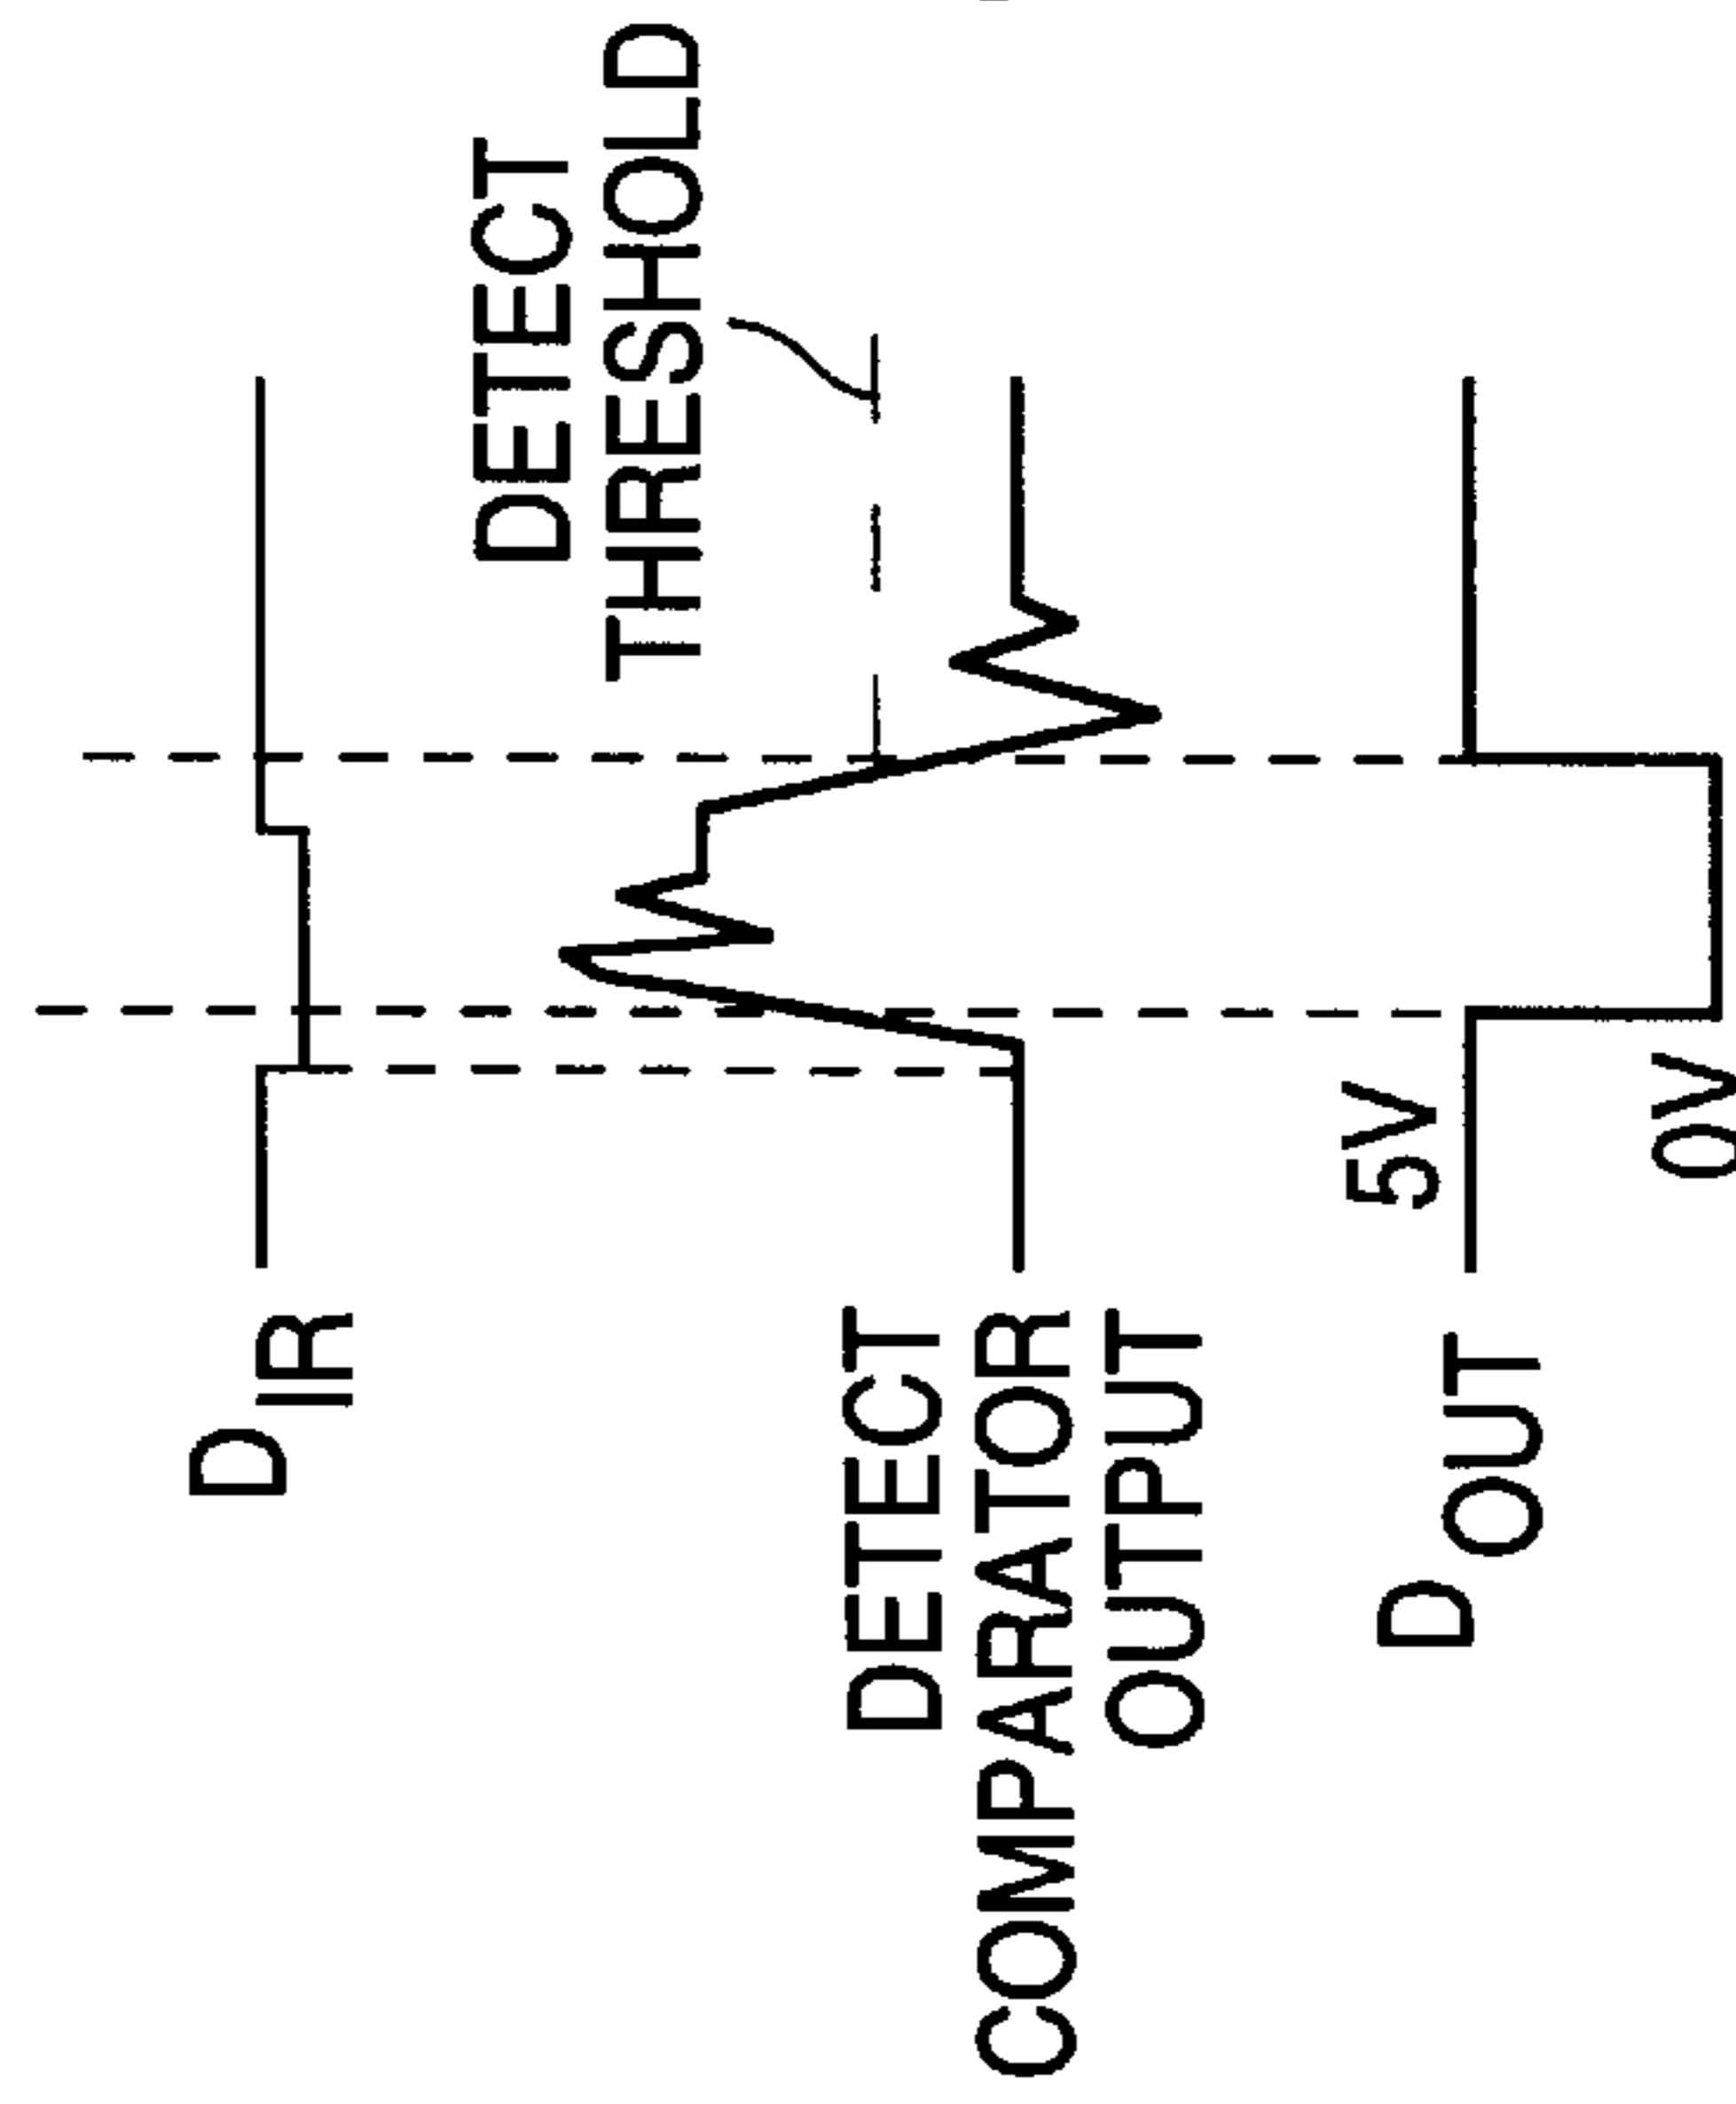 D IR
DETECT
THRESHOLD
DETECT
COMPARATOR
OUTPUT
5V
D OUT
0V